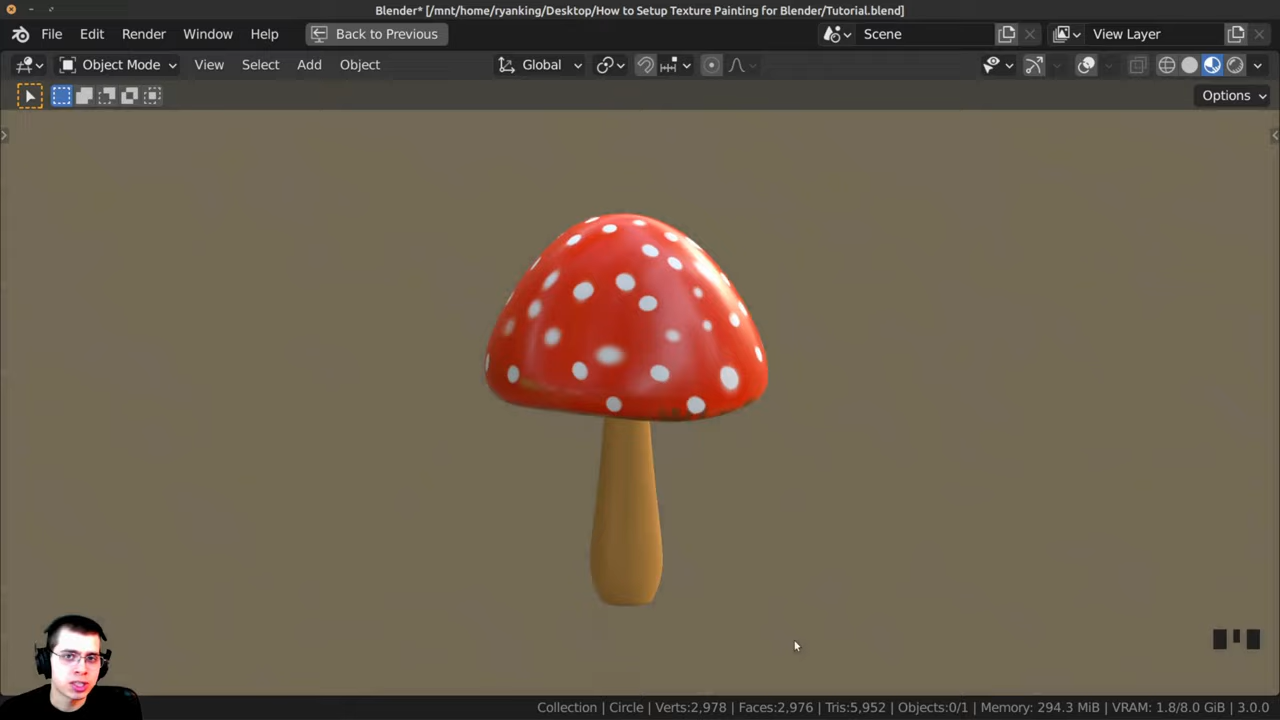 Blender* [/mnt/home/ryanking/Desktop/How to Setup Texture Painting for Blender/Tutorial.blend]
File Edit Render Window Help Back to Previous Scene View Layer
Object Mode View Select Add Object Global
Options
Collection | Circle | Verts:2,978 | Faces:2,976 | Tris:5,952 | Objects:0/1 | Memory: 294.3 MiB | VRAM: 1.8/8.0 GiB | 3.0.0